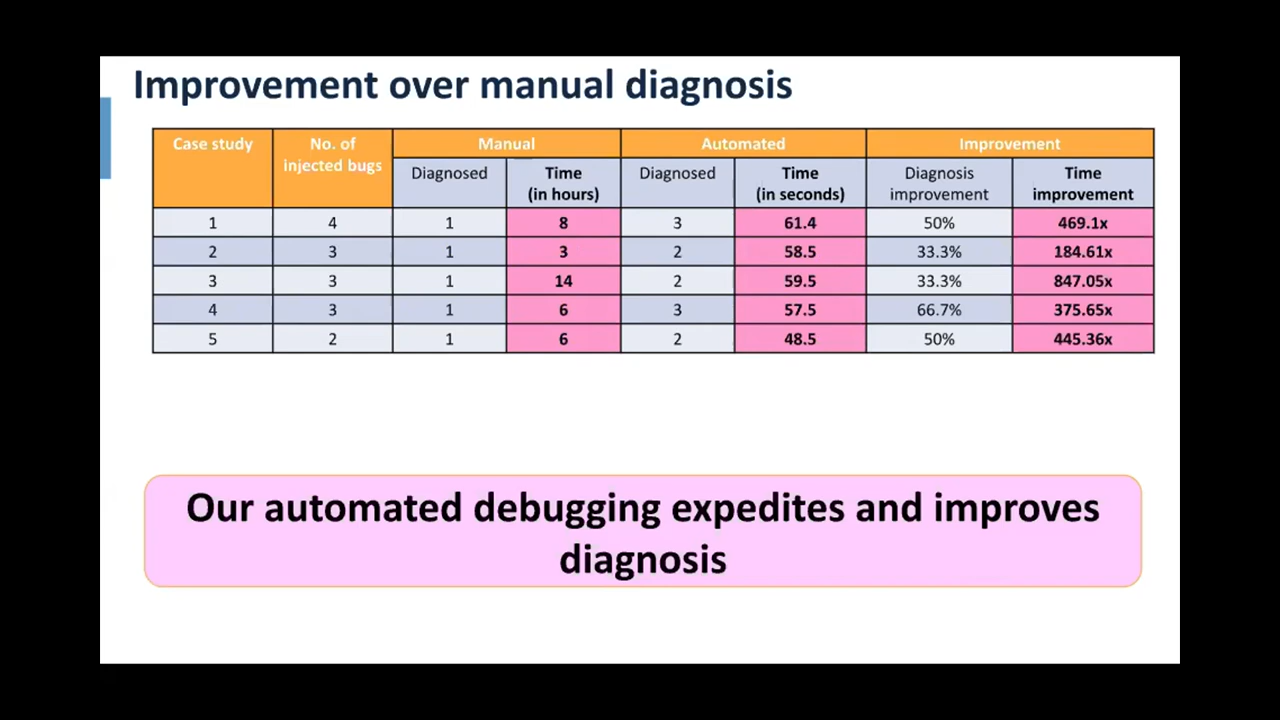 Improvement over manual diagnosis
Case study No. of injected bugs Manual Automated Improvement
Diagnosed Time (in hours) Diagnosed Time (in seconds) Diagnosis improvement Time improvement
1 4 1 8 3 61.4 50% 469.1x
2 3 1 3 2 58.5 33.3% 184.61x
3 3 1 14 2 59.5 33.3% 847.05x
4 3 1 6 3 57.5 66.7% 375.65x
5 2 1 6 2 48.5 50% 445.36x
Our automated debugging expedites and improves
diagnosis